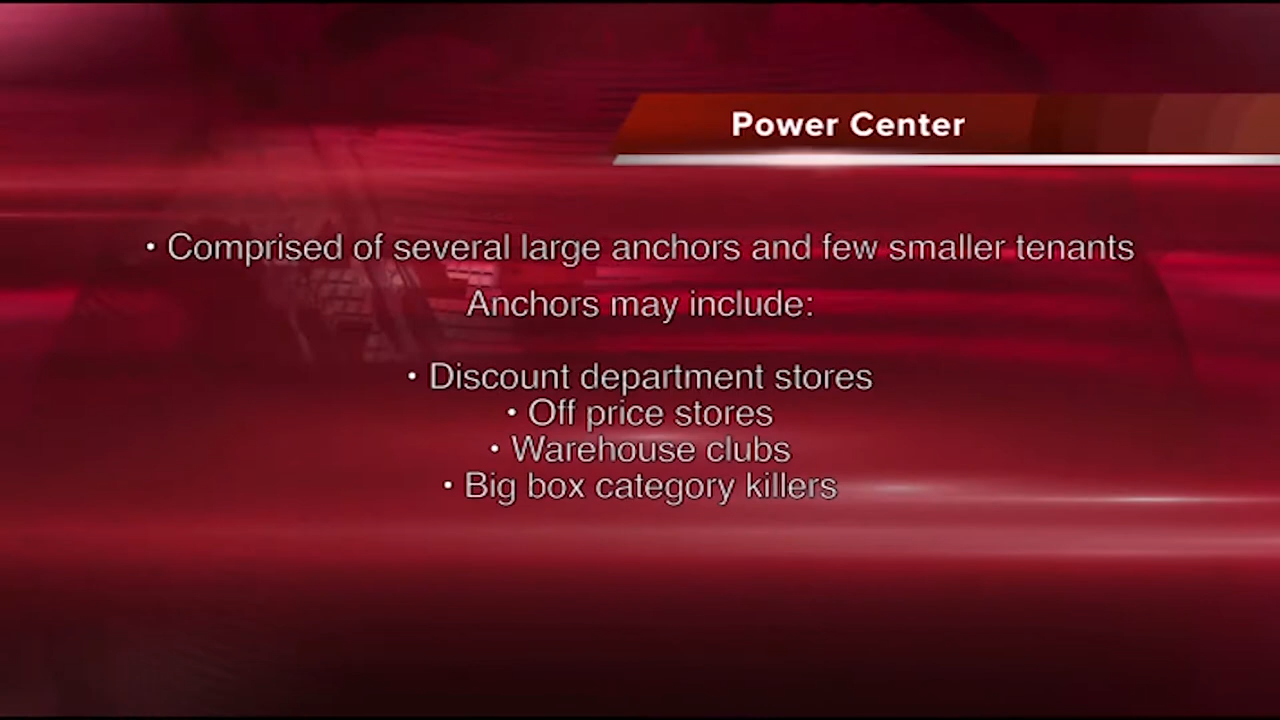 Power Center
• Comprised of several large anchors and few smaller tenants
Anchors may include:
• Discount department stores
• Off price stores
• Warehouse clubs
• Big box category killers